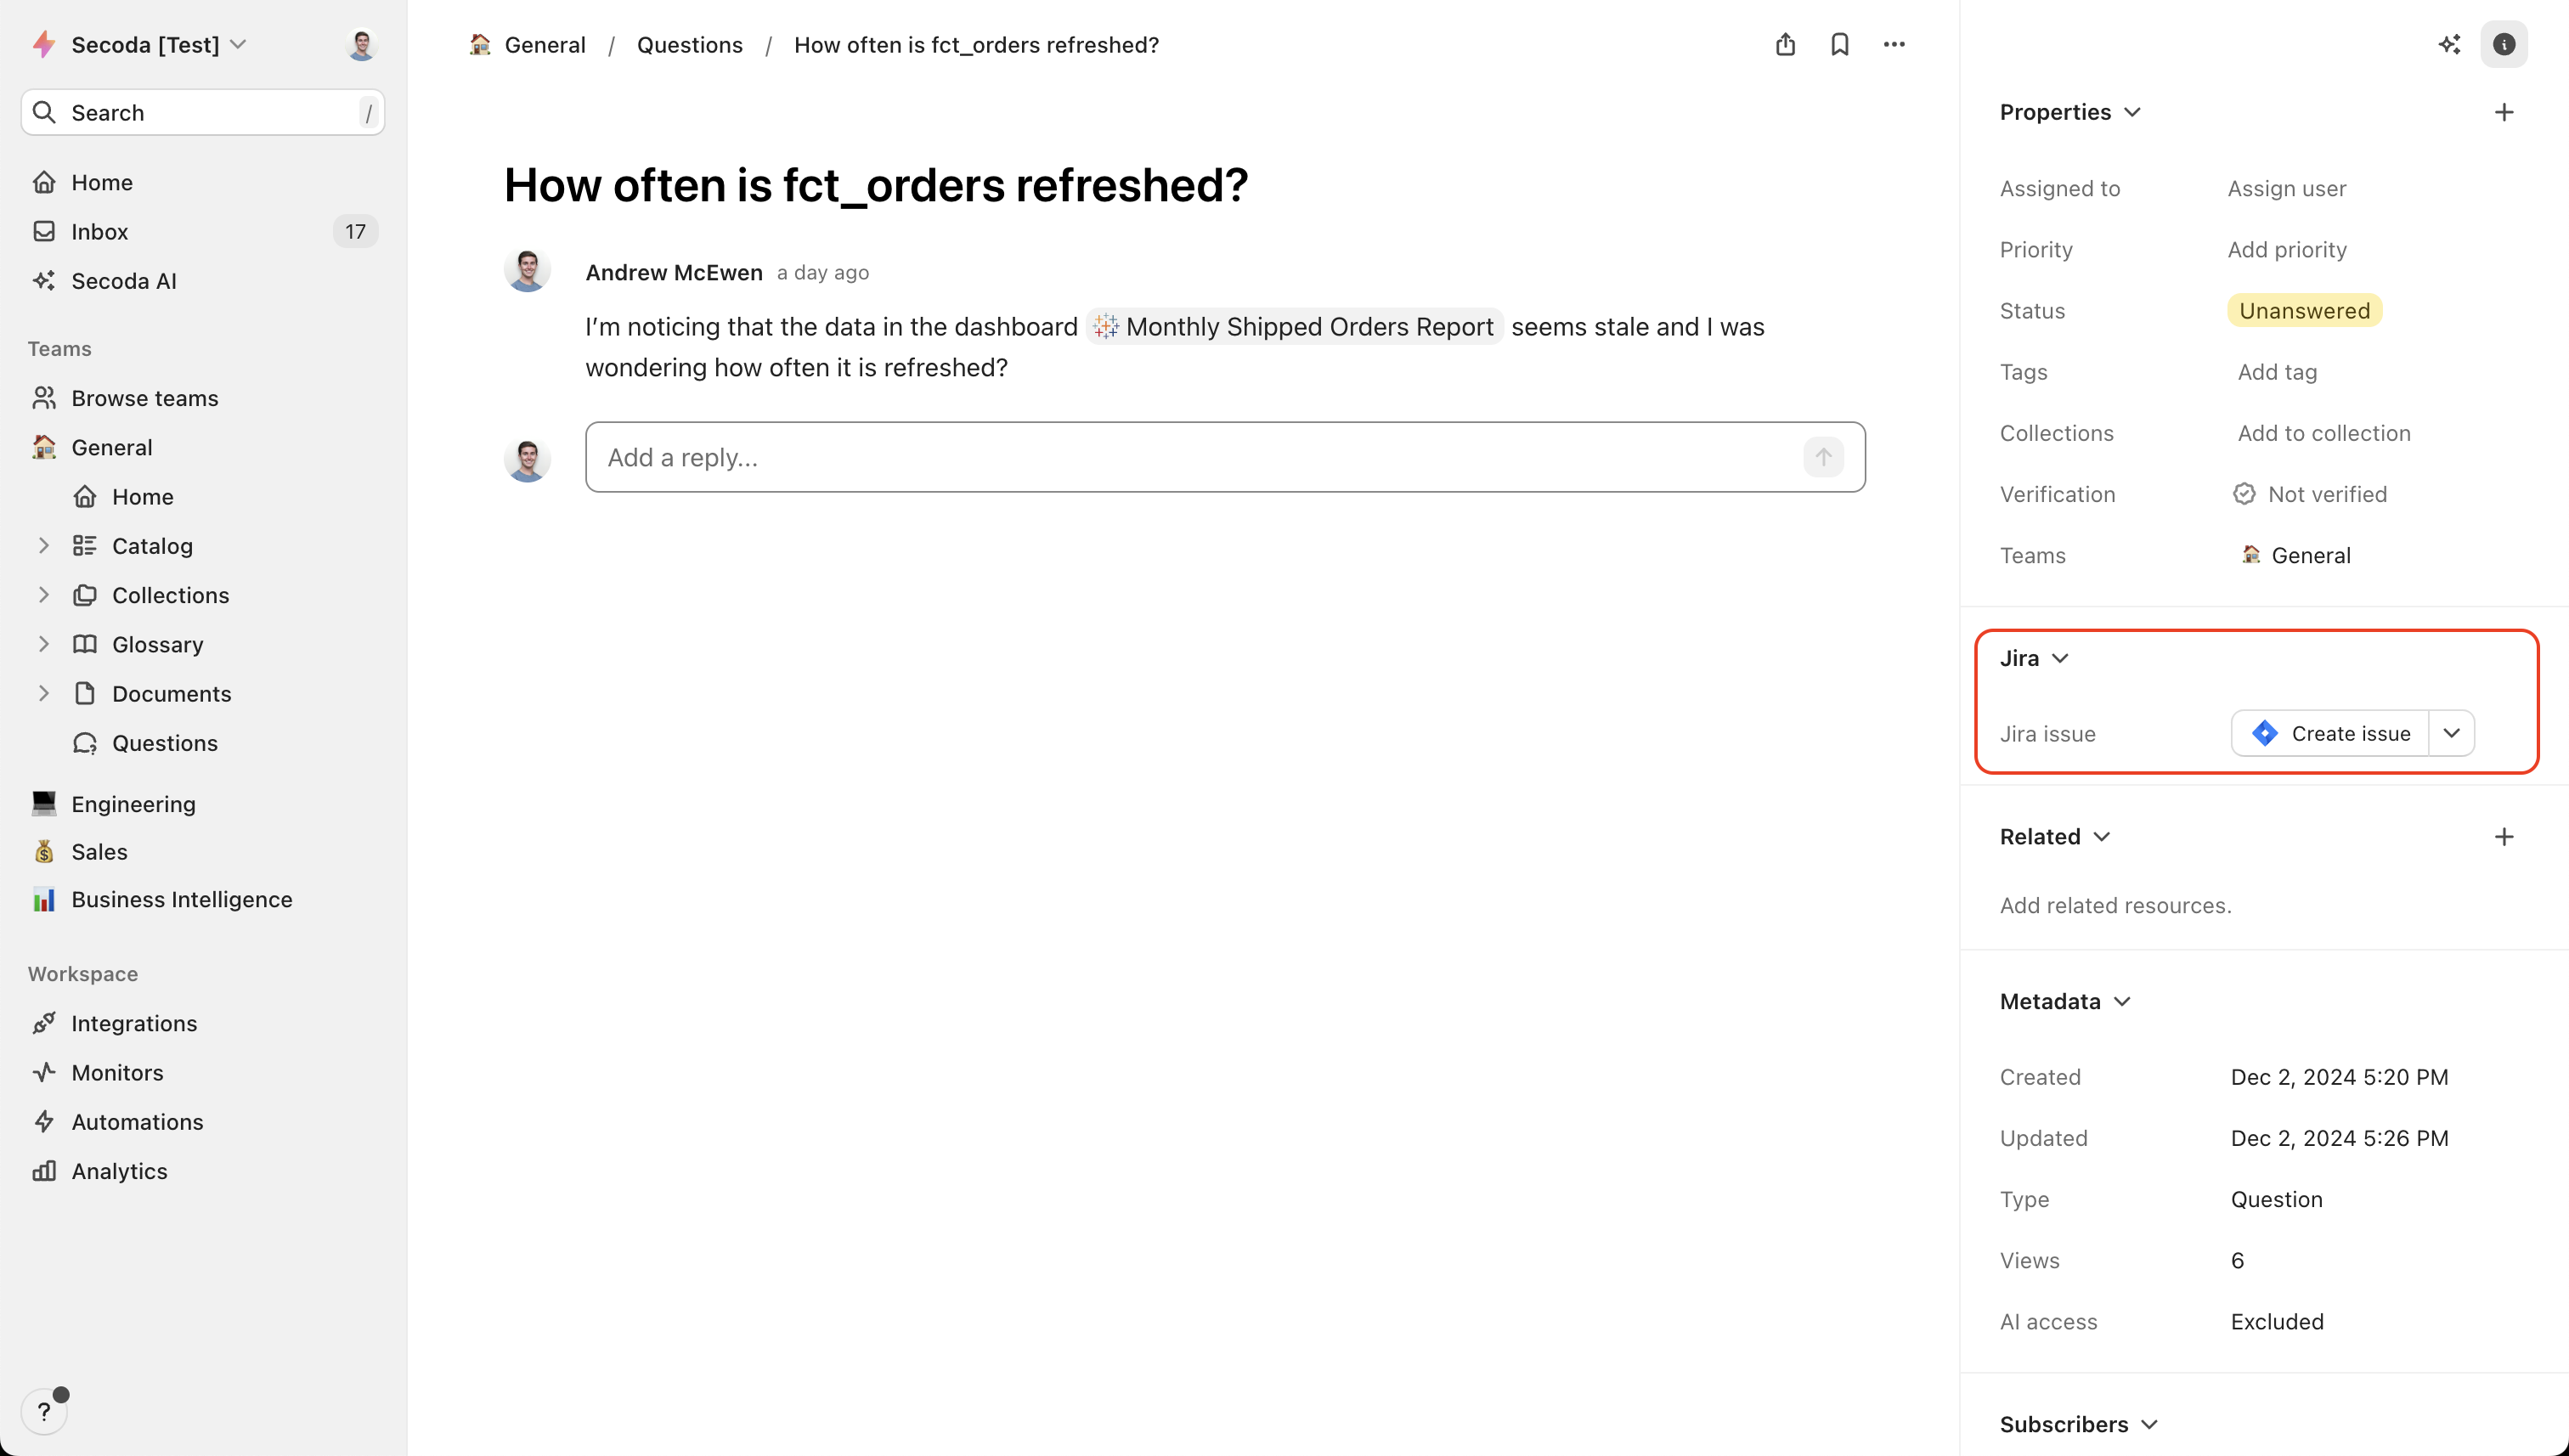 Secoda [Test]
Search /
Home
Inbox 17
Secoda AI
Teams
Browse teams
General
Home
Catalog
Collections
Glossary
Documents
Questions
Engineering
Sales
Business Intelligence
Workspace
Integrations
Monitors
Automations
Analytics
?
General / Questions / How often is fct_orders refreshed?
How often is fct_orders refreshed?
Andrew McEwen a day ago
I’m noticing that the data in the dashboard Monthly Shipped Orders Report seems stale and I was
wondering how often it is refreshed?
Add a reply...
Properties
Assigned to Assign user
Priority Add priority
Status Unanswered
Tags Add tag
Collections Add to collection
Verification Not verified
Teams General
Jira
Jira issue Create issue
Related
Add related resources.
Metadata
Created Dec 2, 2024 5:20 PM
Updated Dec 2, 2024 5:26 PM
Type Question
Views 6
AI access Excluded
Subscribers